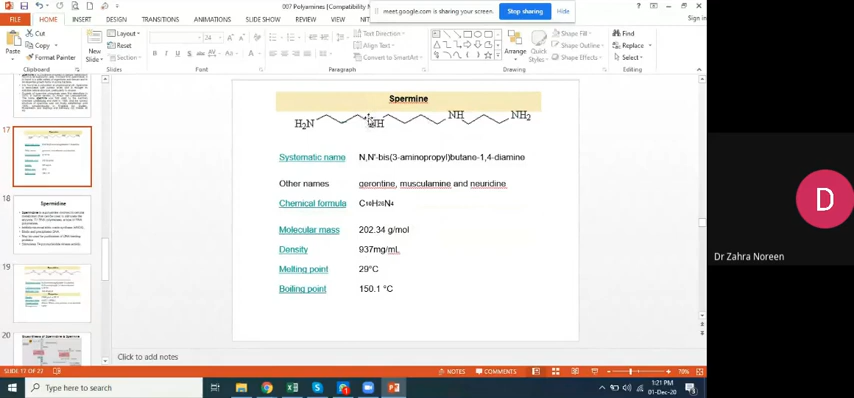 007 Polyamines [Compatibility M
meet.google.com is sharing your screen.
Stop sharing
Hide
FILE
HOME
INSERT
DESIGN
TRANSITIONS
ANIMATIONS
SLIDE SHOW
REVIEW
VIEW
Sign in
Paste
Cut
Copy
Format Painter
New
Slide
Layout
Reset
Section
Text Direction
Align Text
Convert to SmartArt
Arrange
Quick
Styles
Shape Fill
Shape Outline
Shape Effects
Find
Replace
Select
Clipboard
Slides
Font
Paragraph
Drawing
Editing
17
18
Spermidine
19
20
Spermine
H2N
NH
NH
NH2
Systematic name
N,N'-bis(3-aminopropyl)butane-1,4-diamine
Other names
gerontine, musculamine and neuridine
Chemical formula
C10H26N4
Molecular mass
202.34 g/mol
Density
937mg/mL
Melting point
29°C
Boiling point
150.1 °C
Click to add notes
SLIDE 17 OF 27
NOTES
COMMENTS
70%
Type here to search
1:21 PM
01-Dec-20
D
Dr Zahra Noreen